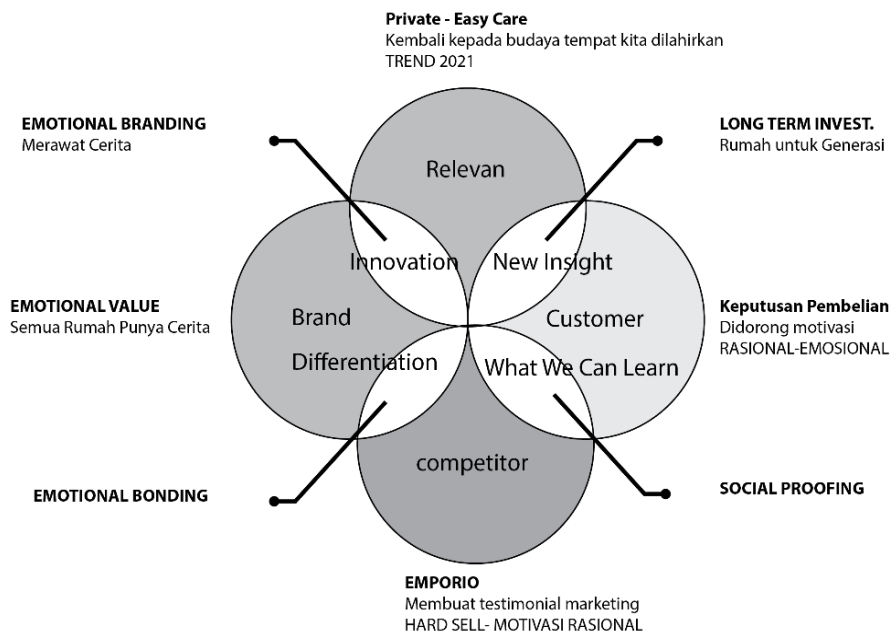 Private - Easy Care
Kembali kepada budaya tempat kita dilahirkan
TREND 2021
EMOTIONAL BRANDING
Merawat Cerita
LONG TERM INVEST.
Rumah untuk Generasi
Relevan
Innovation
New Insight
EMOTIONAL VALUE
Semua Rumah Punya Cerita
Brand
Customer
Keputusan Pembelian
Didorong motivasi
RASIONAL-EMOSIONAL
Differentiation
What We Can Learn
competitor
EMOTIONAL BONDING
SOCIAL PROOFING
EMPORIO
Membuat testimonial marketing
HARD SELL- MOTIVASI RASIONAL